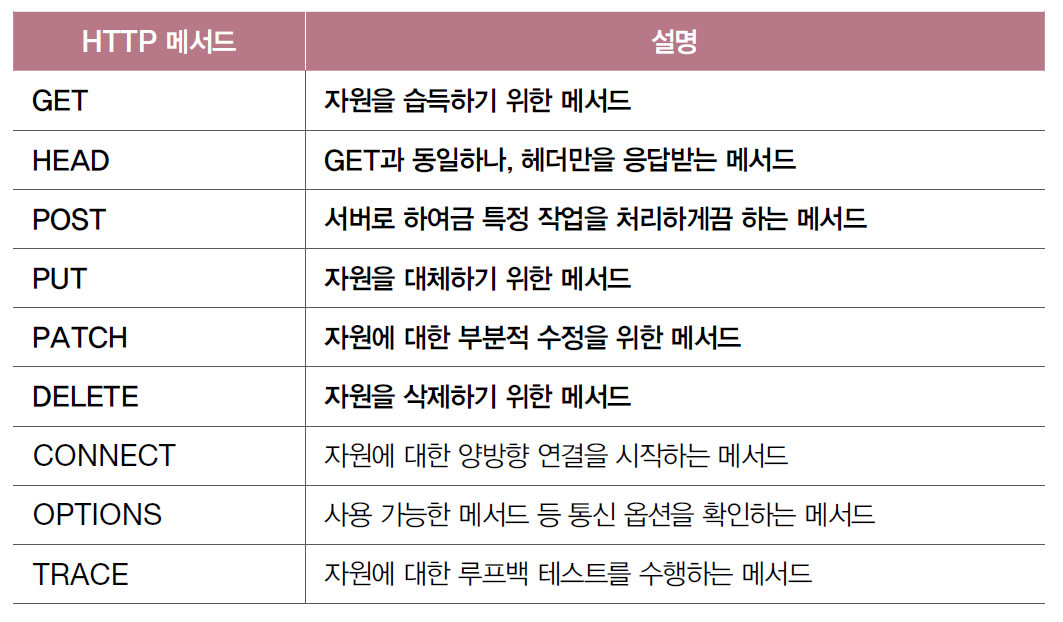 HTTP 메서드 설명
GET 자원을 습득하기 위한 메서드
HEAD GET과 동일하나, 헤더만을 응답받는 메서드
POST 서버로 하여금 특정 작업을 처리하게끔 하는 메서드
PUT 자원을 대체하기 위한 메서드
PATCH 자원에 대한 부분적 수정을 위한 메서드
DELETE 자원을 삭제하기 위한 메서드
CONNECT 자원에 대한 양방향 연결을 시작하는 메서드
OPTIONS 사용 가능한 메서드 등 통신 옵션을 확인하는 메서드
TRACE 자원에 대한 루프백 테스트를 수행하는 메서드